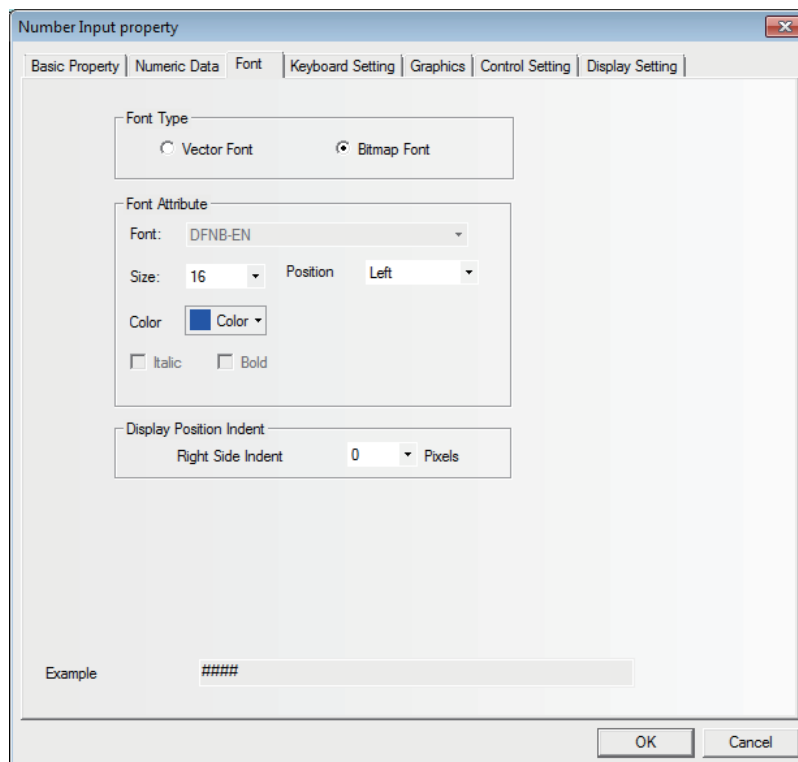 Number Input property
Basic Property Numeric Data Font Keyboard Setting Graphics Control Setting Display Setting
Font Type
Vector Font Bitmap Font
Font Attribute
Font: DFNB-EN
Size: 16 Position Left
Color Color
Italic Bold
Display Position Indent
Right Side Indent 0 Pixels
Example ####
OK Cancel